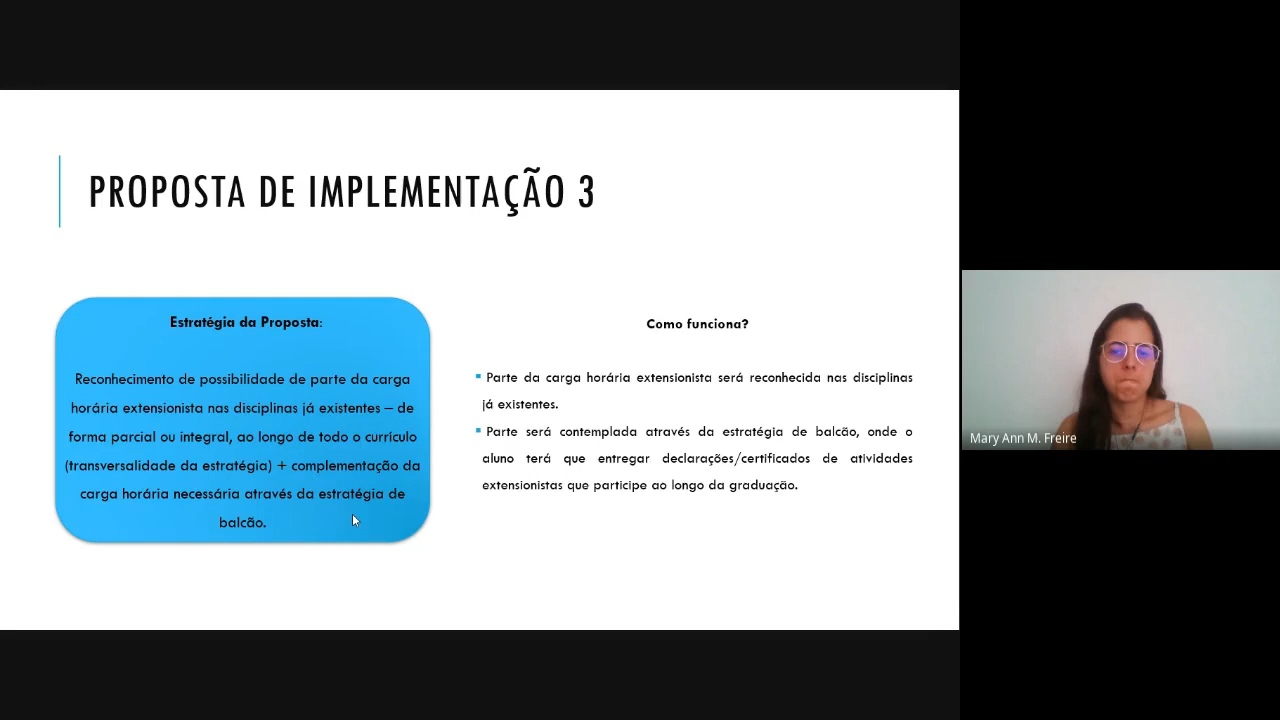 PROPOSTA DE IMPLEMENTAÇÃO 3
Estratégia da Proposta:
Reconhecimento de possibilidade de parte da carga
horária extensionista nas disciplinas já existentes – de
forma parcial ou integral, ao longo de todo o currículo
(transversalidade da estratégia) + complementação da
carga horária necessária através da estratégia de
balcão.
Como funciona?
▪ Parte da carga horária extensionista será reconhecida nas disciplinas
já existentes.
▪ Parte será contemplada através da estratégia de balcão, onde o
aluno terá que entregar declarações/certificados de atividades
extensionistas que participe ao longo da graduação.
Mary Ann M. Freire